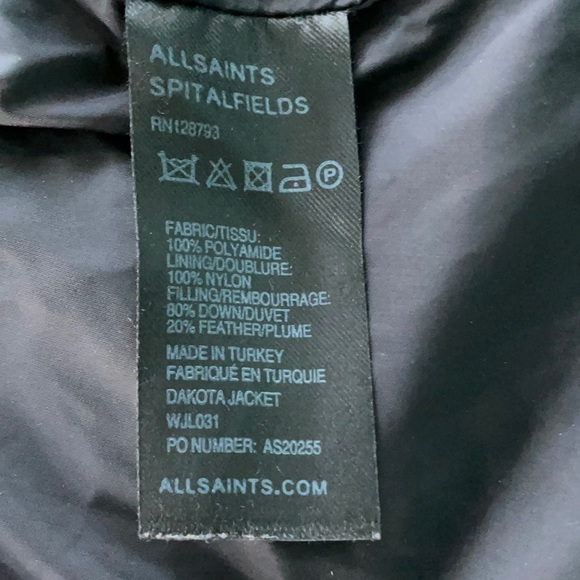 ALLSAINTS
SPITALFIELDS
RN128793
P
FABRIC/TISSU:
100% POLYAMIDE
LINING/DOUBLURE:
100% NYLON
FILLING/REMBOURRAGE:
80% DOWN/DUVET
20% FEATHER/PLUME
MADE IN TURKEY
FABRIQUÉ EN TURQUIE
DAKOTA JACKET
WJL031
PO NUMBER: AS20255
ALLSAINTS.COM